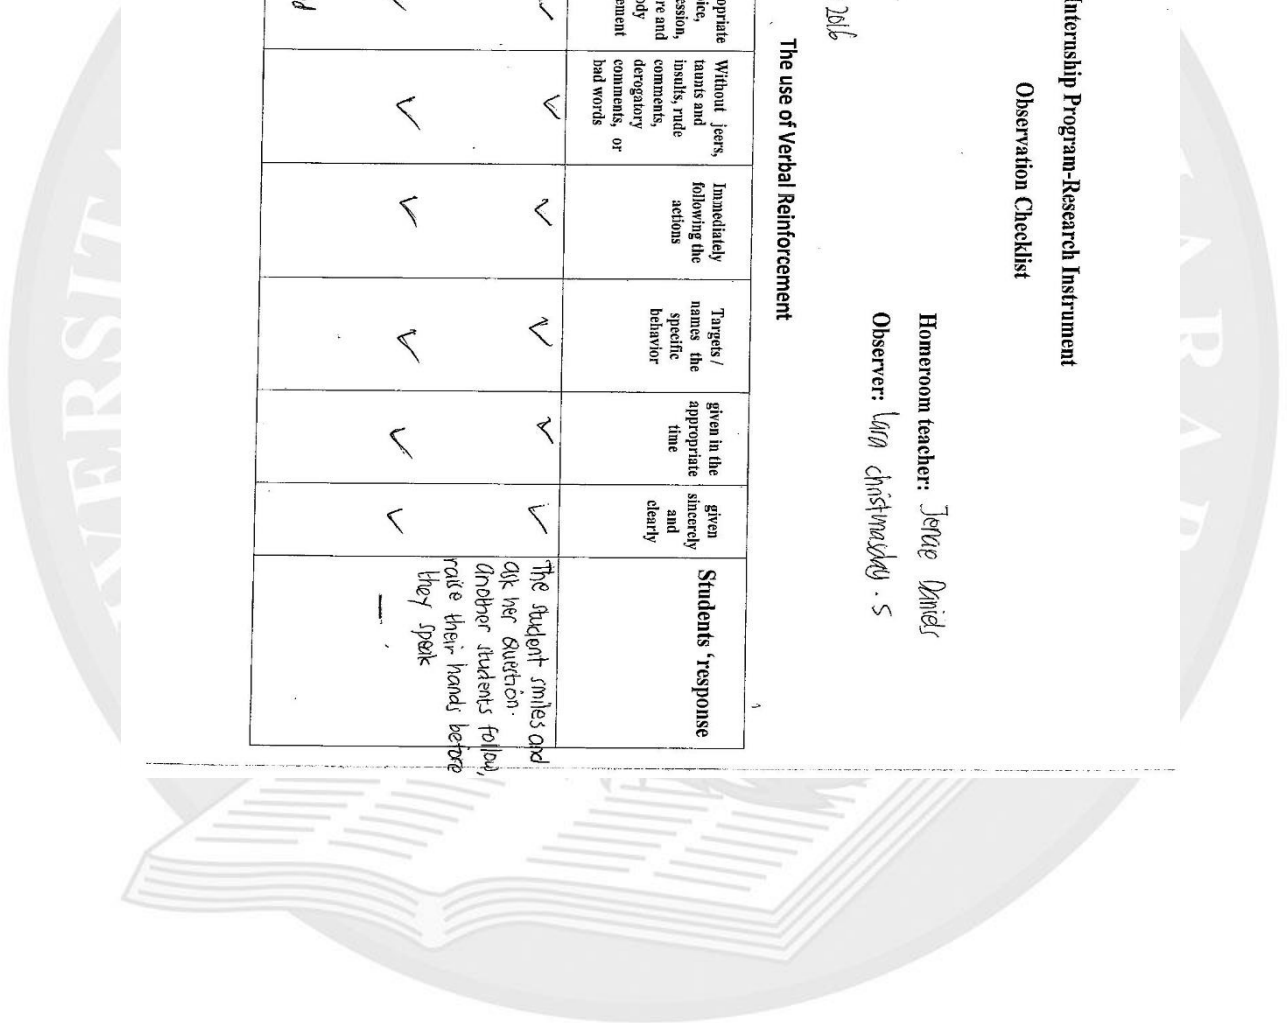 Internship Program-Research Instrument
Observation Checklist
Homeroom teacher: Jenae Daniels
2016
Observer: Lara christmasday . S
The use of Verbal Reinforcement
opriate
ice,
ession,
re and
ody
ement
Without jeers,
taunts and
insults, rude
comments,
derogatory
comments, or
bad words
Immediately
following the
actions
Targets /
names the
specific
behavior
given in the
appropriate
time
given
sincerely
and
clearly
Students ‘response
✓ ✓ ✓ ✓ ✓ ✓
The student smiles and
ask her question.
Another students follow,
raise their hands before
they speak
✓ ✓ ✓ ✓ ✓ ✓
—
d